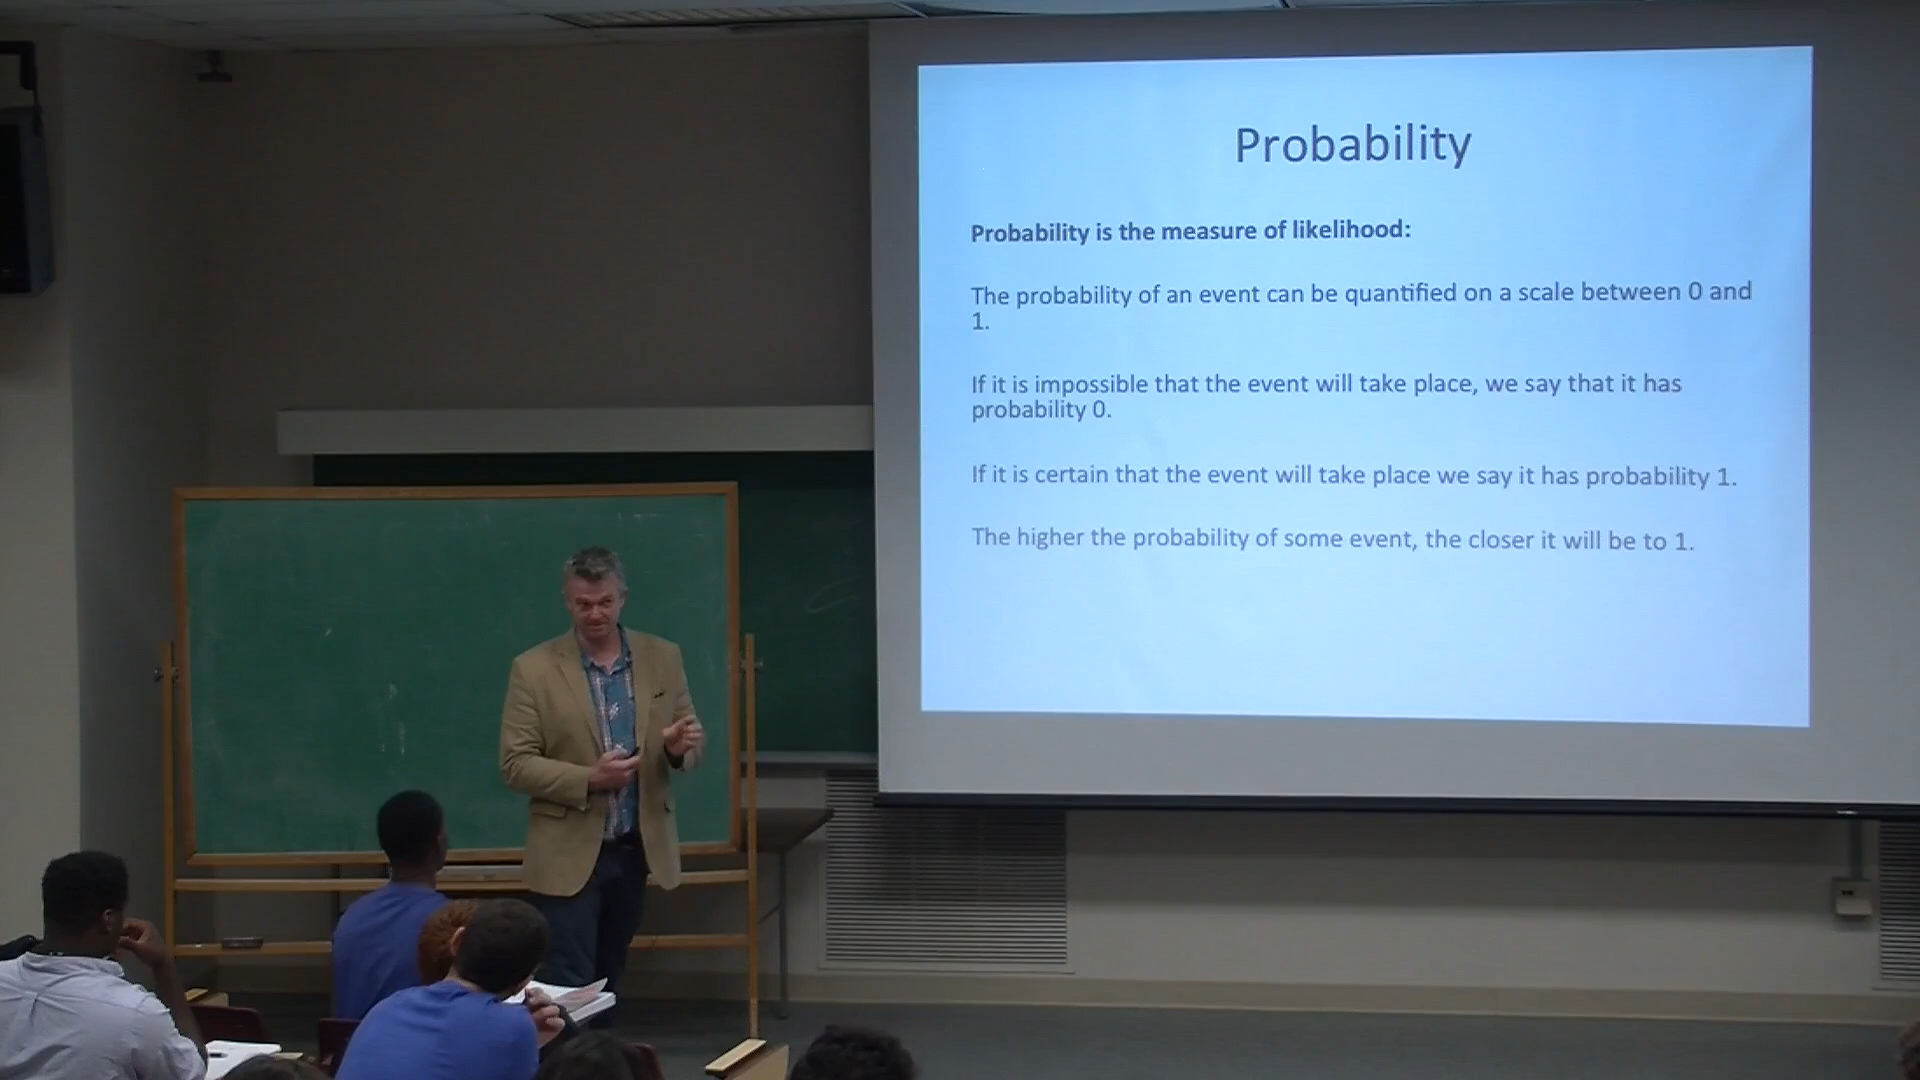 Probability
Probability is the measure of likelihood:
The probability of an event can be quantified on a scale between 0 and
1.
If it is impossible that the event will take place, we say that it has
probability 0.
If it is certain that the event will take place we say it has probability 1.
The higher the probability of some event, the closer it will be to 1.